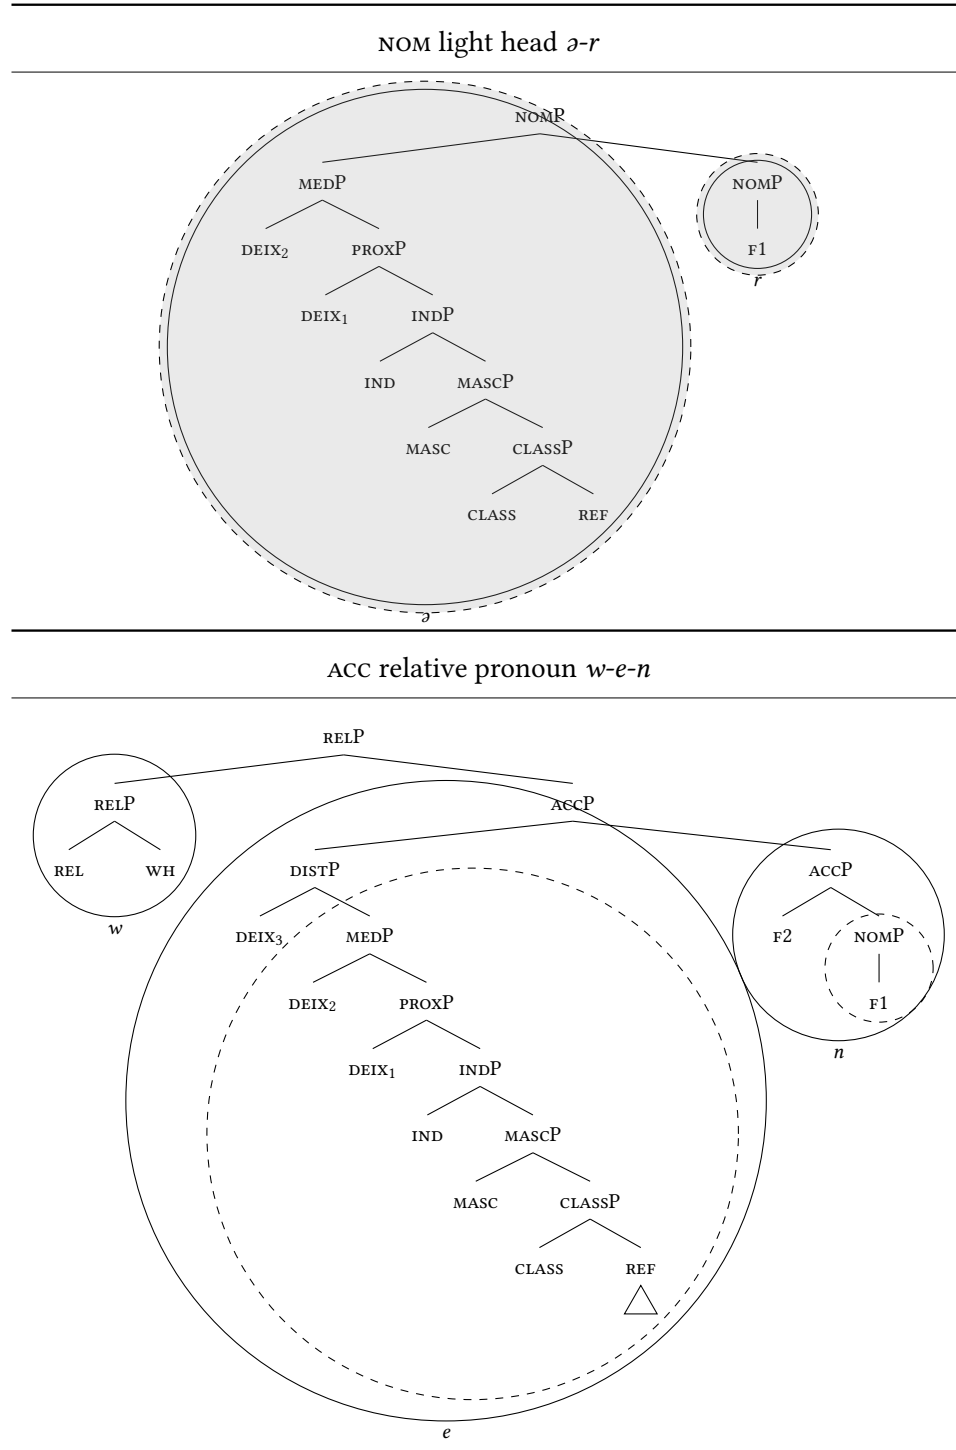 NOM light head ə-r
NOMP
MEDP NOMP
DEIX₂ PROXP F1
r
DEIX₁ INDP
IND MASCP
MASC CLASSP
CLASS REF
ə
ACC relative pronoun w-e-n
RELP
RELP ACCP
REL WH DISTP ACCP
w DEIX₃ MEDP F2 NOMP
DEIX₂ PROXP F1
n
DEIX₁ INDP
IND MASCP
MASC CLASSP
CLASS REF
e